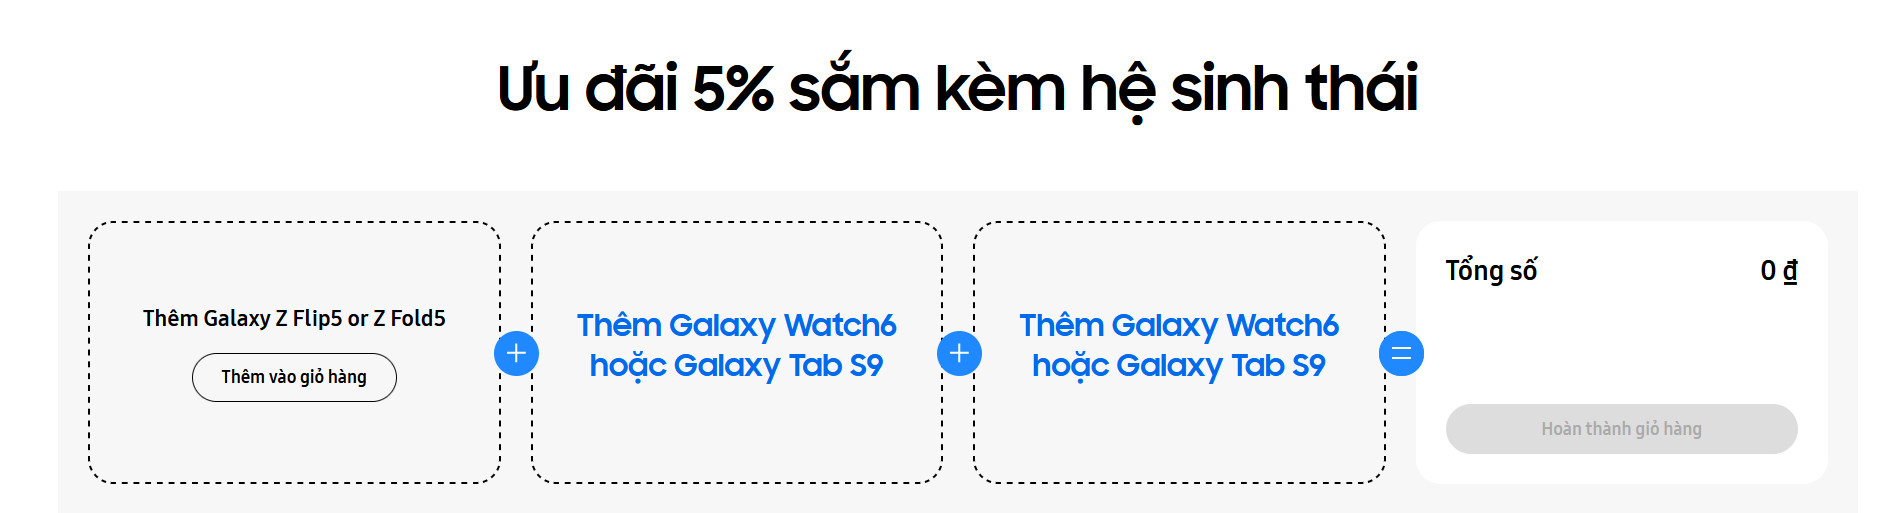 Ưu đãi 5% sắm kèm hệ sinh thái
Thêm Galaxy Z Flip5 or Z Fold5
Thêm vào giỏ hàng
+
Thêm Galaxy Watch6
hoặc Galaxy Tab S9
+
Thêm Galaxy Watch6
hoặc Galaxy Tab S9
=
Tổng số 0 ₫
Hoàn thành giỏ hàng